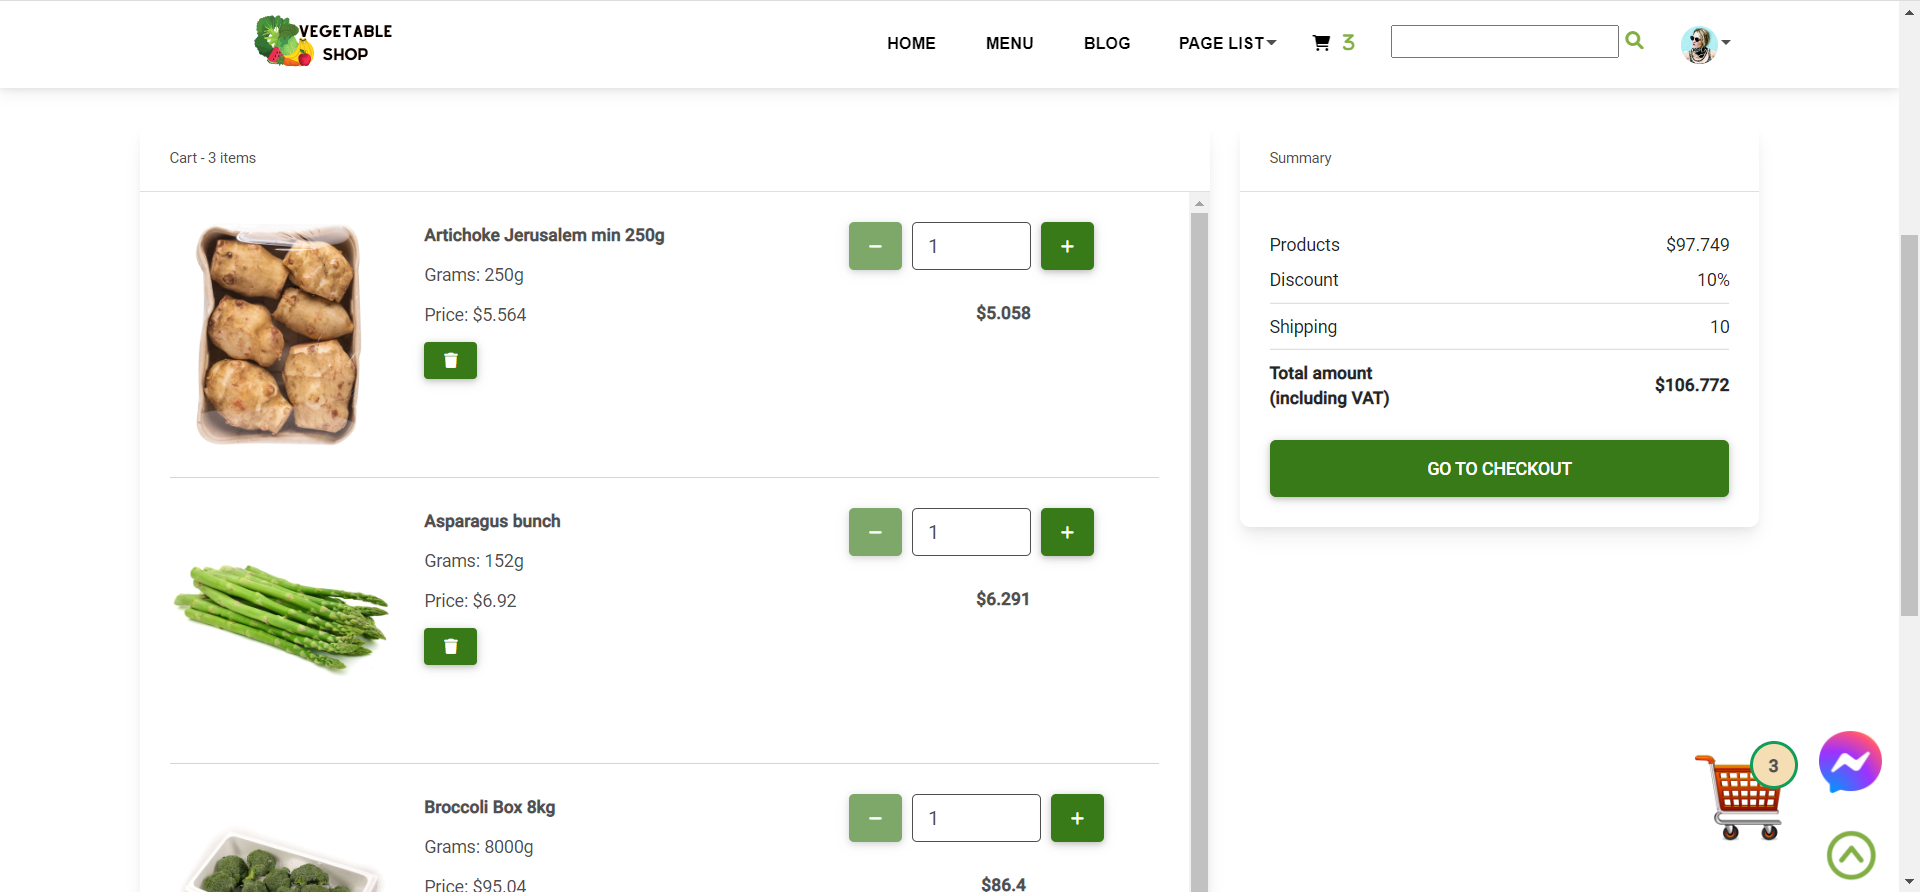 VEGETABLE
SHOP
HOME
MENU
BLOG
PAGE LIST
3
Cart - 3 items
Artichoke Jerusalem min 250g
Grams: 250g
Price: $5.564
1
$5.058
Asparagus bunch
Grams: 152g
Price: $6.92
1
$6.291
Broccoli Box 8kg
Grams: 8000g
Price: $95.04
1
$86.4
Summary
Products $97.749
Discount 10%
Shipping 10
Total amount
(including VAT) $106.772
GO TO CHECKOUT
3